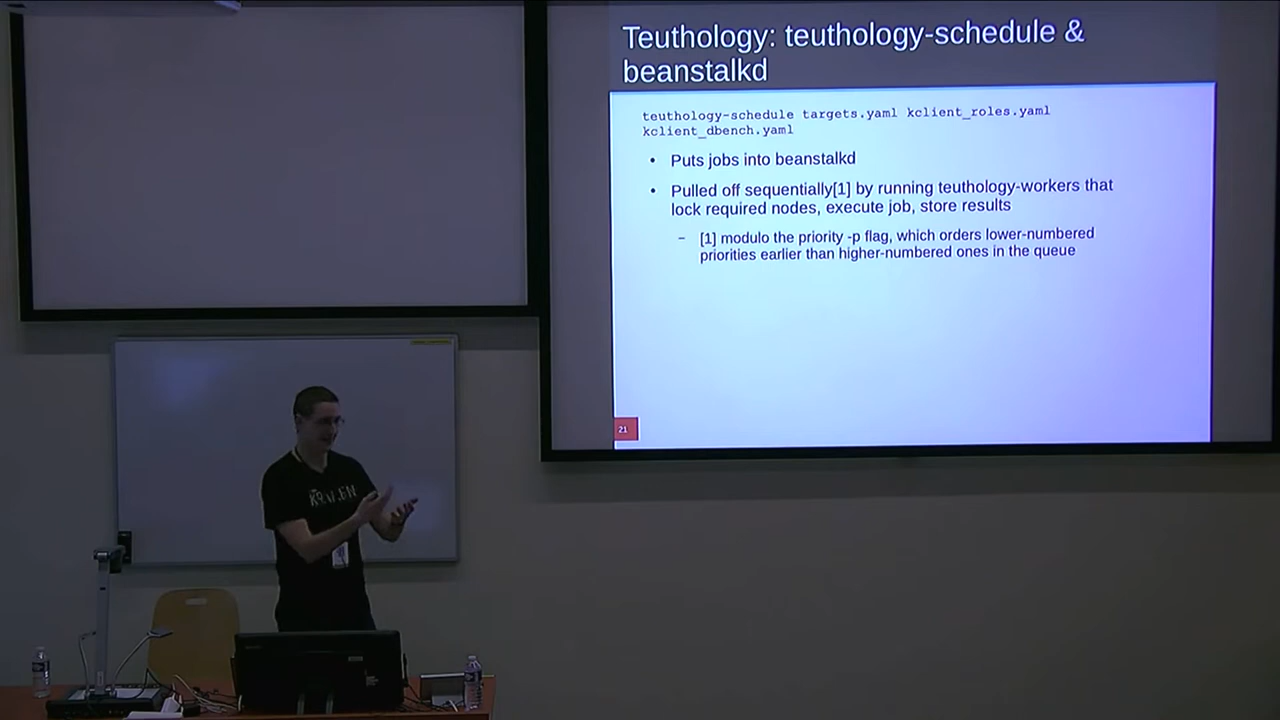 Teuthology: teuthology-schedule &
beanstalkd
teuthology-schedule targets.yaml kclient_roles.yaml
kclient_dbench.yaml
• Puts jobs into beanstalkd
• Pulled off sequentially[1] by running teuthology-workers that
lock required nodes, execute job, store results
– [1] modulo the priority -p flag, which orders lower-numbered
priorities earlier than higher-numbered ones in the queue
21
KRAKEN